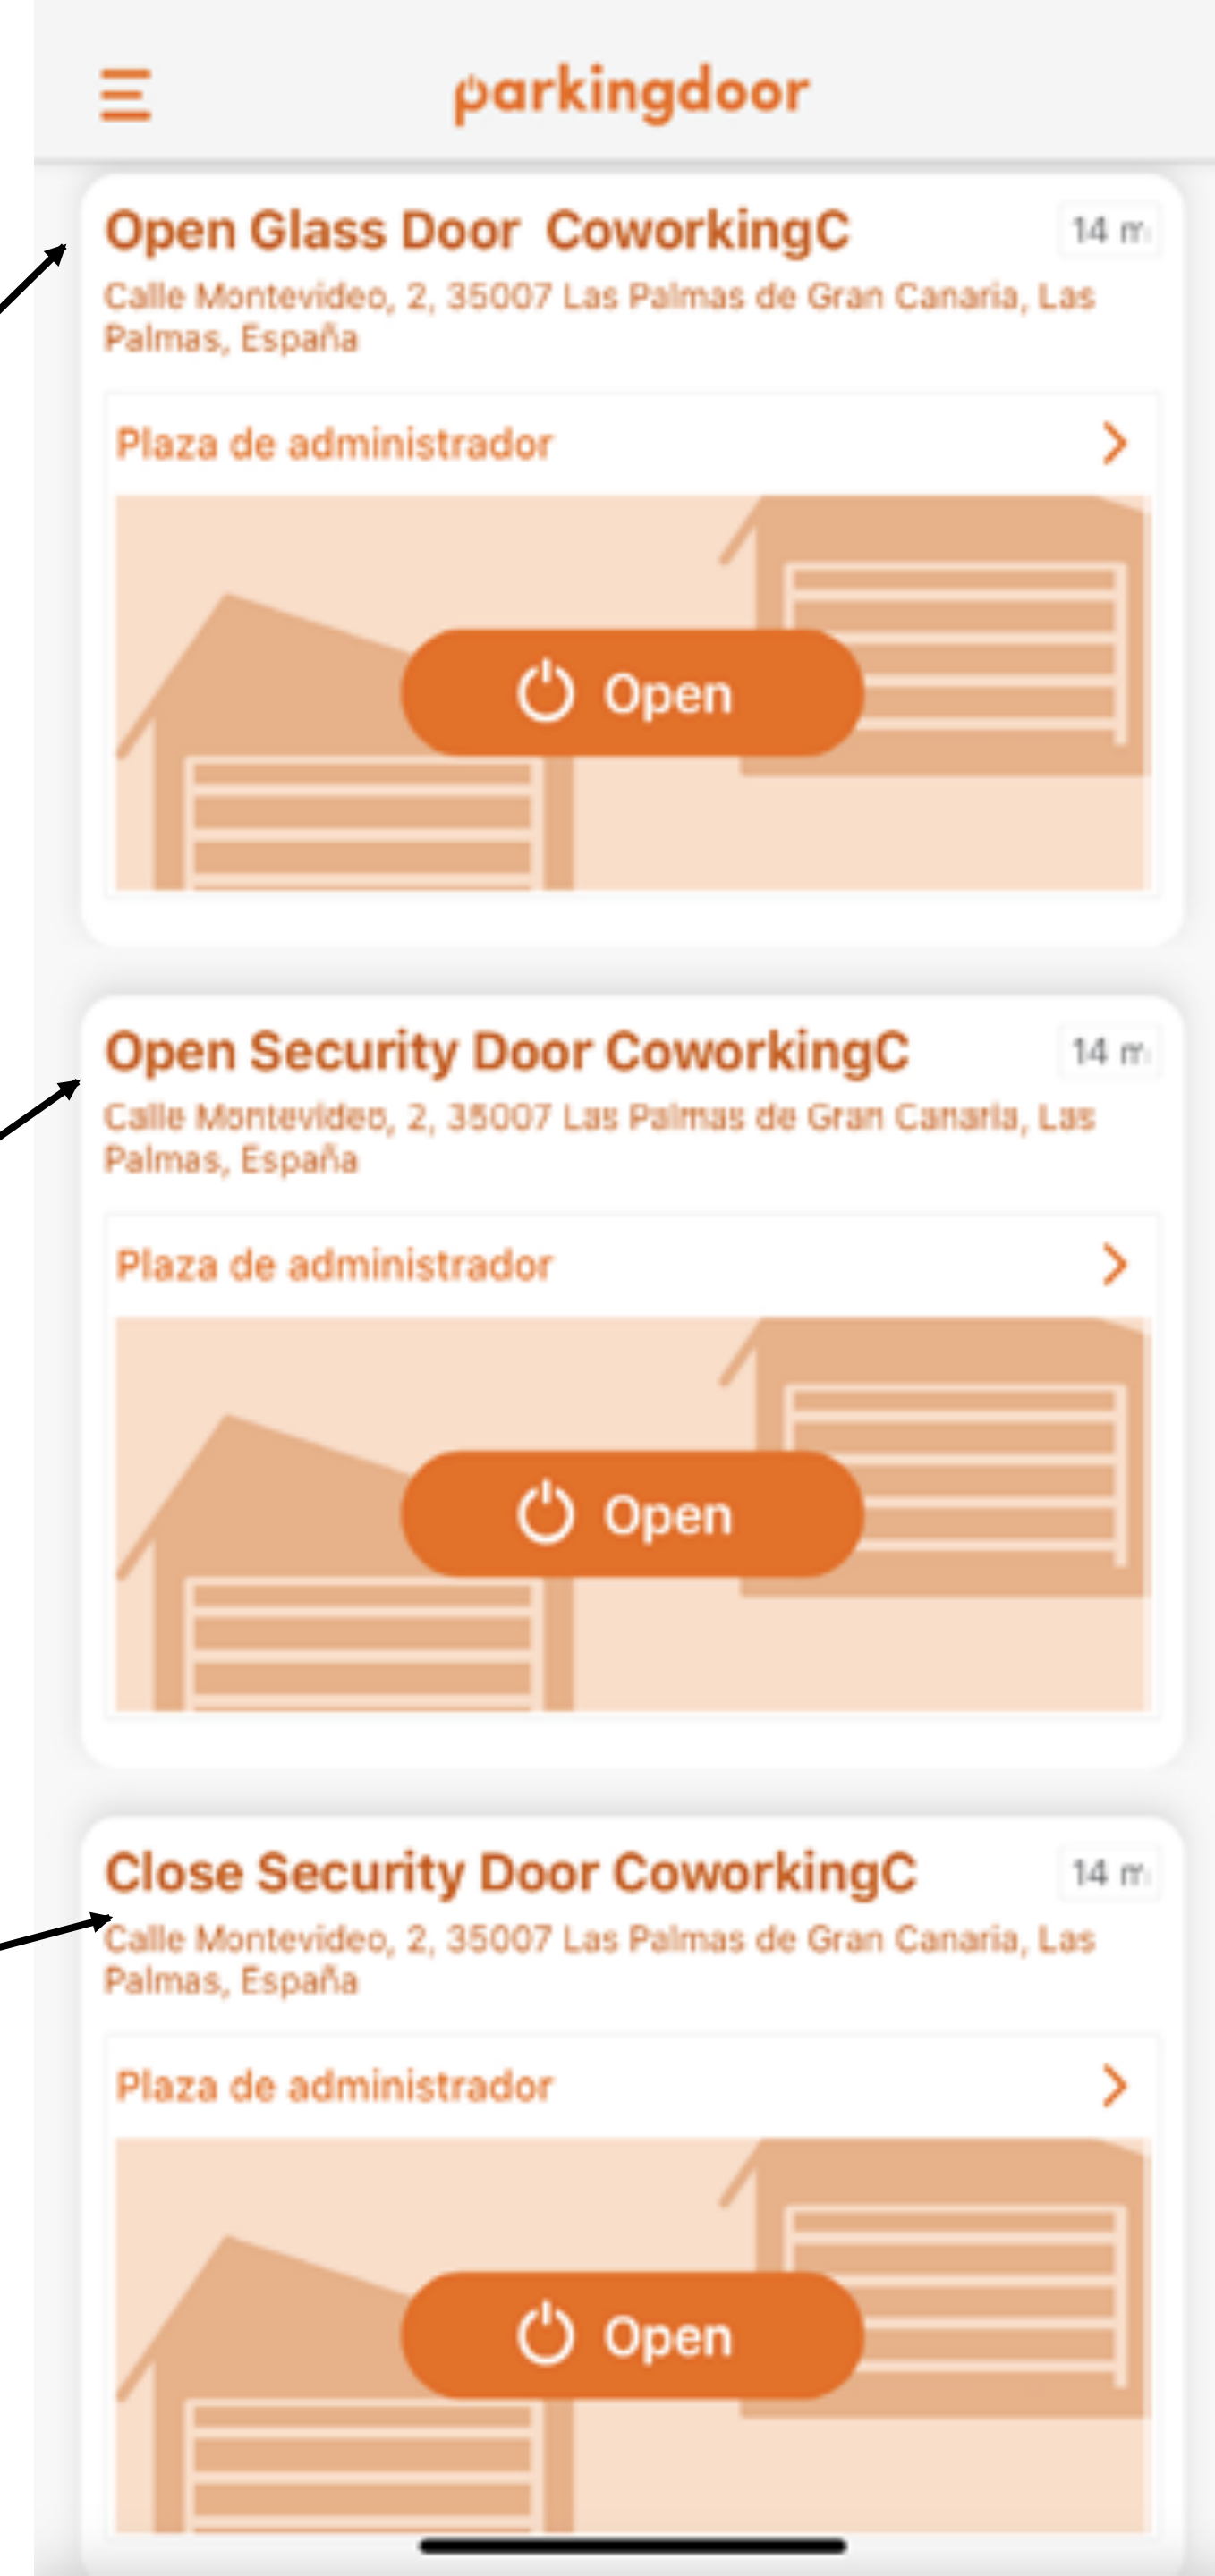 parkingdoor
Open Glass Door CoworkingC
14 m
Calle Montevideo, 2, 35007 Las Palmas de Gran Canaria, Las
Palmas, España
Plaza de administrador
Open
Open Security Door CoworkingC
14 m
Calle Montevideo, 2, 35007 Las Palmas de Gran Canaria, Las
Palmas, España
Plaza de administrador
Open
Close Security Door CoworkingC
14 m
Calle Montevideo, 2, 35007 Las Palmas de Gran Canaria, Las
Palmas, España
Plaza de administrador
Open